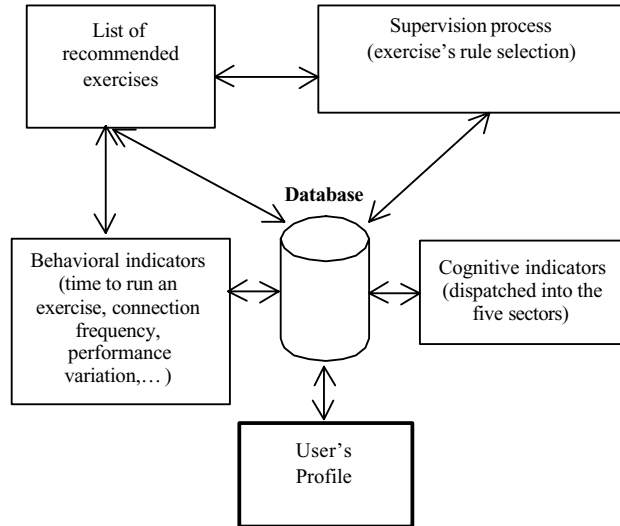 List of
recommended
exercises
Supervision process
(exercise's rule selection)
Database
Behavioral indicators
(time to run an
exercise, connection
frequency,
performance
variation,… )
Cognitive indicators
(dispatched into the
five sectors)
User's
Profile